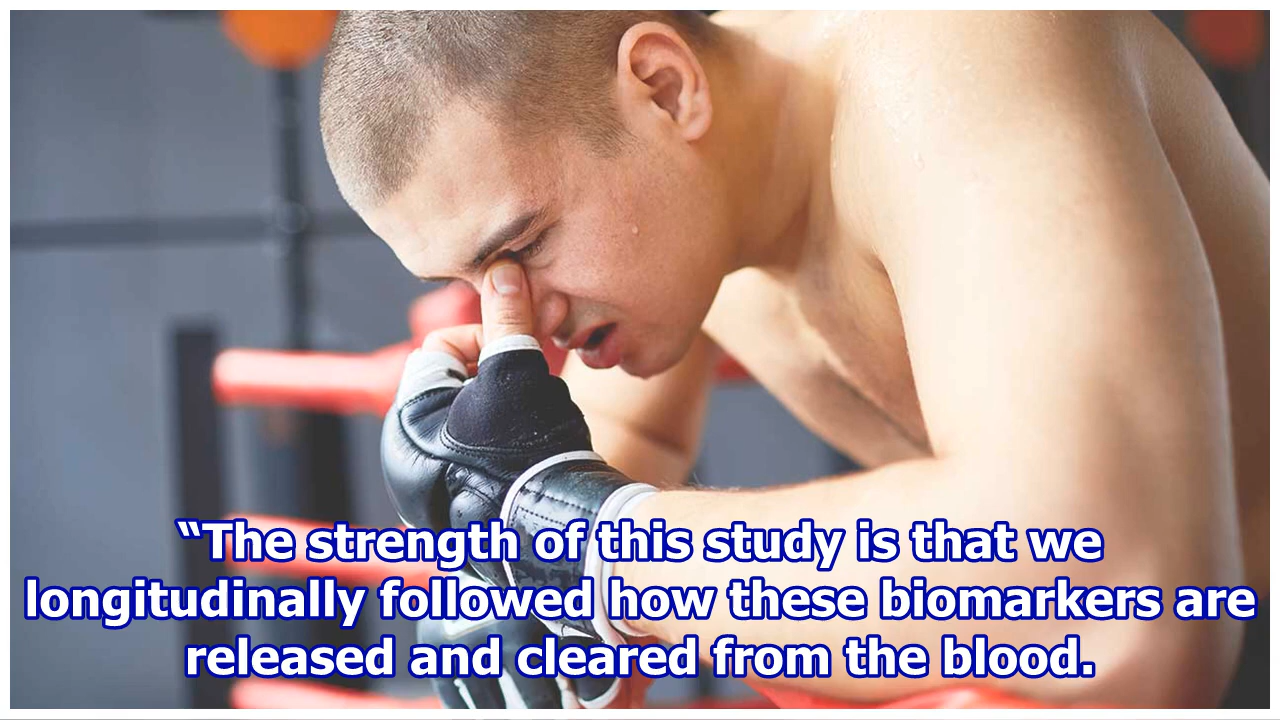 “The strength of this study is that we
longitudinally followed how these biomarkers are
released and cleared from the blood.